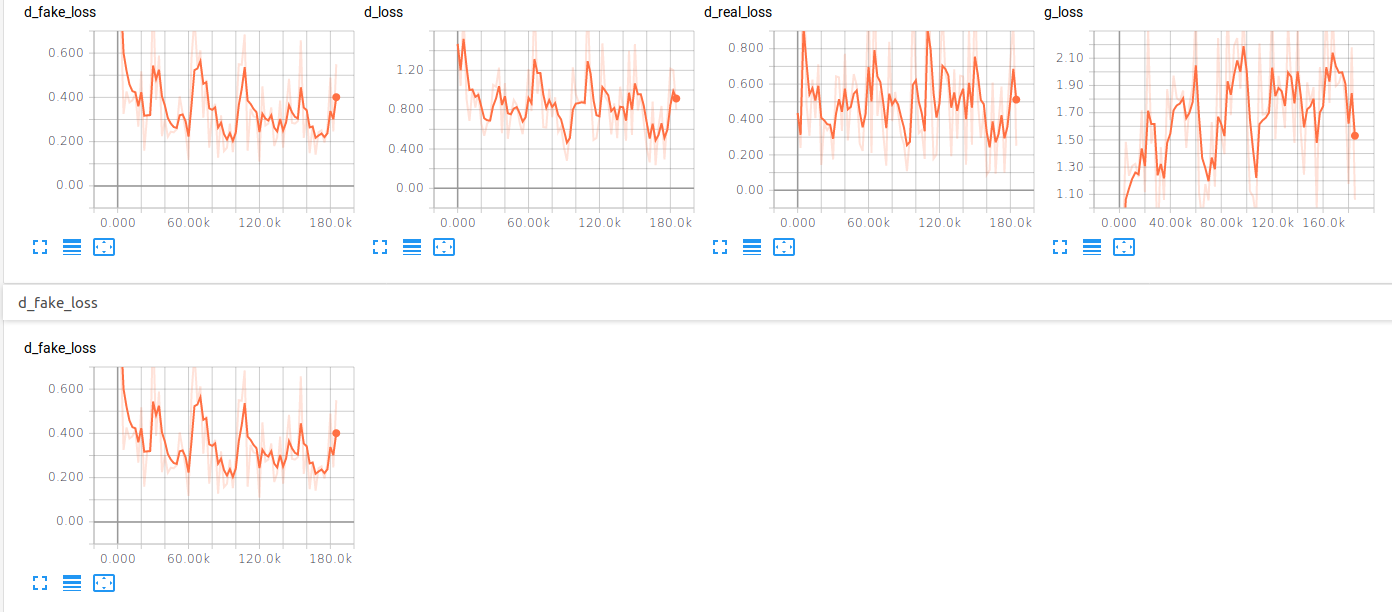 d_fake_loss d_loss d_real_loss g_loss
0.600 1.20 0.800 2.10
0.400 0.800 0.600 1.90
0.200 0.400 0.400 1.70
0.00 0.00 0.200 1.50
0.00 1.30
1.10
0.000 60.00k 120.0k 180.0k 0.000 60.00k 120.0k 180.0k 0.000 60.00k 120.0k 180.0k 0.000 40.00k 80.00k 120.0k 160.0k
d_fake_loss
d_fake_loss
0.600
0.400
0.200
0.00
0.000 60.00k 120.0k 180.0k